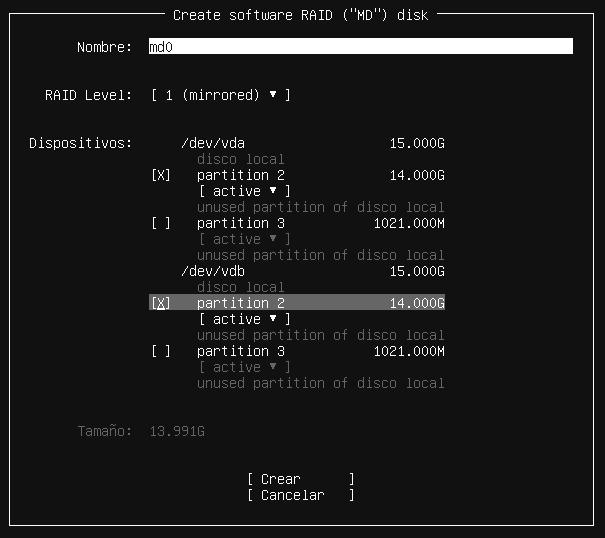 Create software RAID ("MD") disk
Nombre: md0
RAID Level: [ 1 (mirrored) ▼ ]
Dispositivos: /dev/vda 15.000G
disco local
[X] partition 2 14.000G
[ active ▼ ]
unused partition of disco local
[ ] partition 3 1021.000M
[ active ▼ ]
unused partition of disco local
/dev/vdb 15.000G
disco local
[X] partition 2 14.000G
[ active ▼ ]
unused partition of disco local
[ ] partition 3 1021.000M
[ active ▼ ]
unused partition of disco local
Tamaño: 13.991G
[ Crear ]
[ Cancelar ]